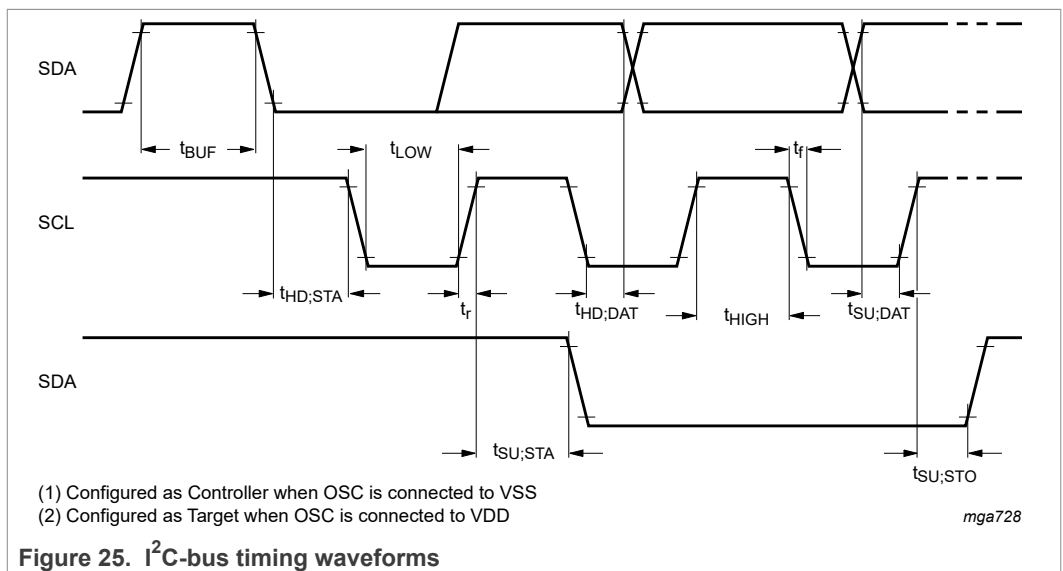 SDA
tBUF
tLOW
tf
SCL
tHD;STA
tr
tHD;DAT
tHIGH
tSU;DAT
SDA
tSU;STA
tSU;STO
(1) Configured as Controller when OSC is connected to VSS
(2) Configured as Target when OSC is connected to VDD
mga728
Figure 25. I²C-bus timing waveforms